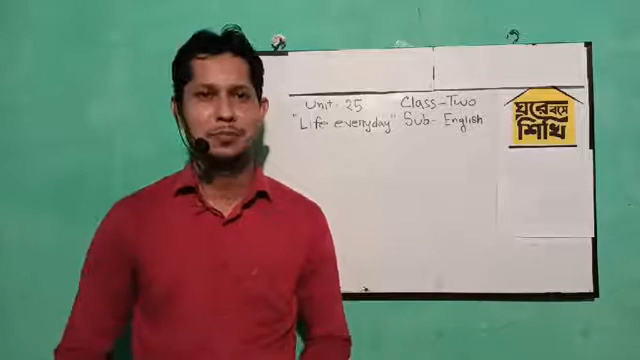 Unit - 25
Class-Two
"Life everyday"
Sub- English
ঘরে বসে
শিখি